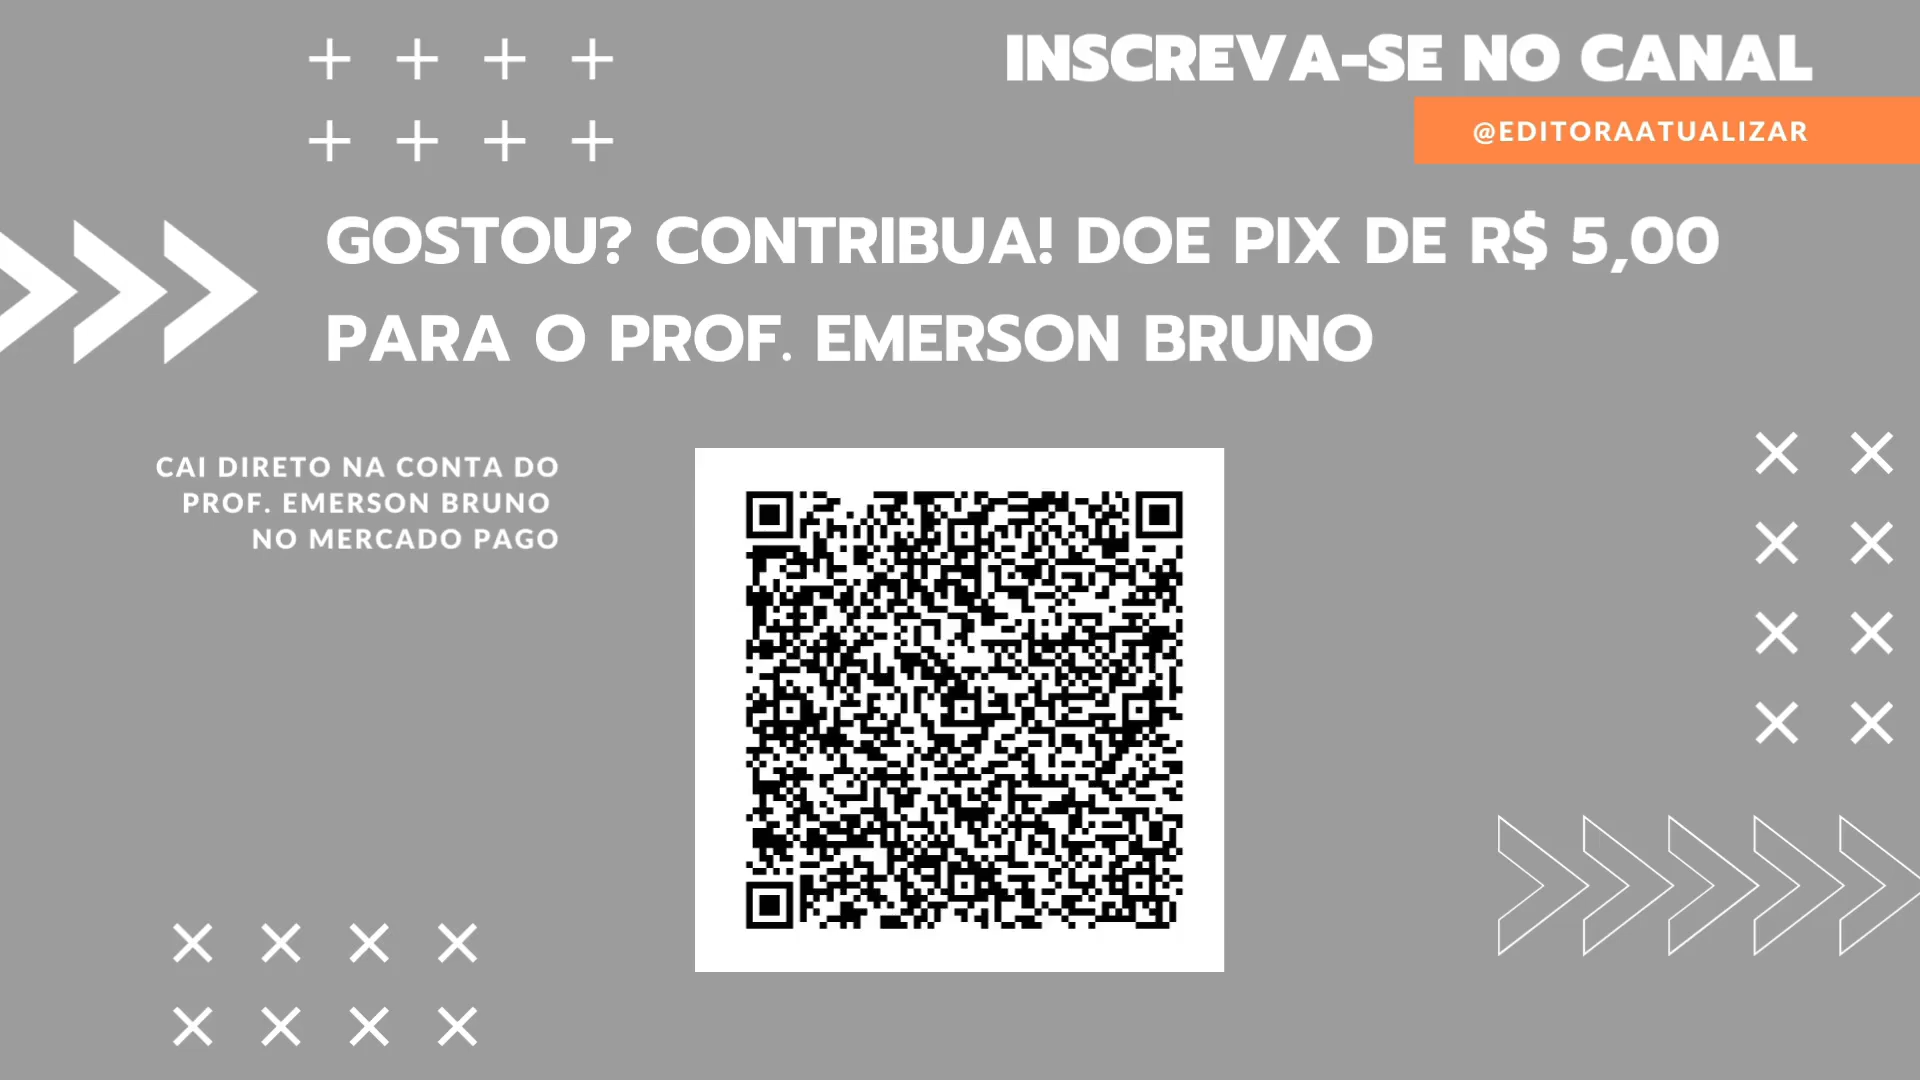 INSCREVA-SE NO CANAL
@EDITORAATUALIZAR
GOSTOU? CONTRIBUA! DOE PIX DE R$ 5,00
PARA O PROF. EMERSON BRUNO
CAI DIRETO NA CONTA DO
PROF. EMERSON BRUNO
NO MERCADO PAGO